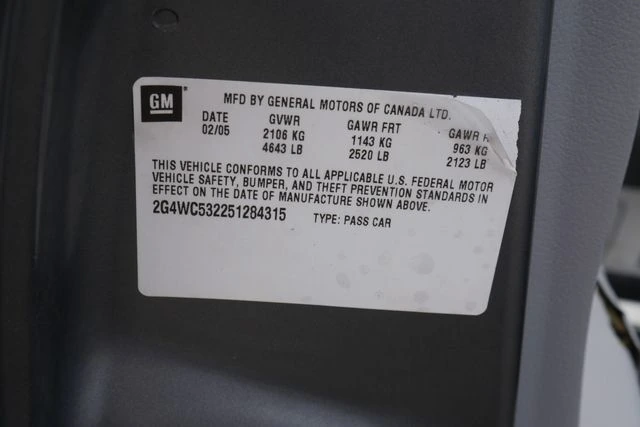 GM MFD BY GENERAL MOTORS OF CANADA LTD.
DATE GVWR GAWR FRT GAWR
02/05 2106 KG 1143 KG 963 KG
4643 LB 2520 LB 2123 LB
THIS VEHICLE CONFORMS TO ALL APPLICABLE U.S. FEDERAL MOTOR
VEHICLE SAFETY, BUMPER, AND THEFT PREVENTION STANDARDS IN
EFFECT ON THE DATE OF MANUFACTURE SHOWN ABOVE.
2G4WC532251284315 TYPE: PASS CAR